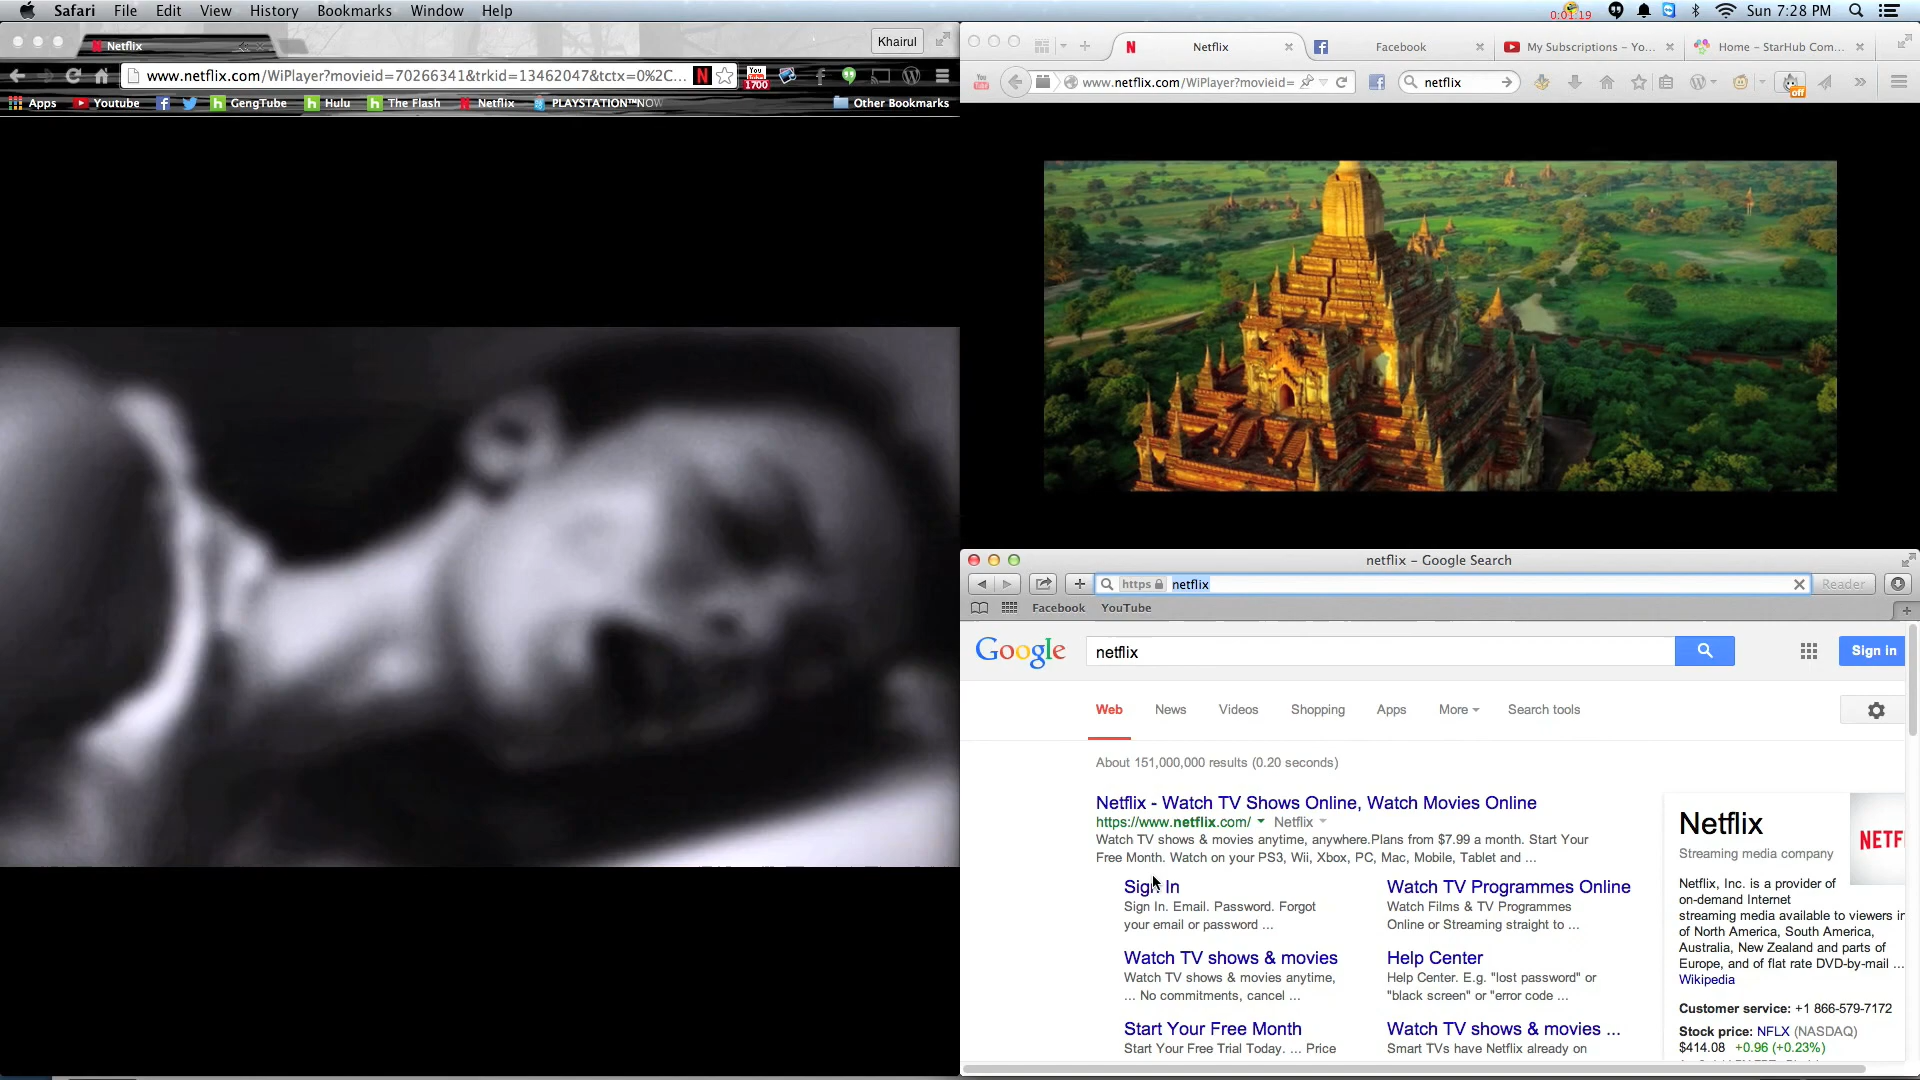 Safari File Edit View History Bookmarks Window Help
0:01:19 Sun 7:28 PM
Netflix
Khairul
www.netflix.com/WiPlayer?movieid=70266341&trkid=13462047&tctx=0%2C...
N
You Tube
1700
Apps Youtube GengTube Hulu The Flash Netflix PLAYSTATION™NOW Other Bookmarks
Netflix Facebook My Subscriptions - Yo... Home - StarHub Com...
www.netflix.com/WiPlayer?movieid=
netflix
off
netflix - Google Search
https netflix
Reader
Facebook YouTube
Google
netflix
Sign in
Web News Videos Shopping Apps More Search tools
About 151,000,000 results (0.20 seconds)
Netflix - Watch TV Shows Online, Watch Movies Online
https://www.netflix.com/ Netflix
Watch TV shows & movies anytime, anywhere.Plans from $7.99 a month. Start Your
Free Month. Watch on your PS3, Wii, Xbox, PC, Mac, Mobile, Tablet and ...
Sign In
Sign In. Email. Password. Forgot
your email or password ...
Watch TV Programmes Online
Watch Films & TV Programmes
Online or Streaming straight to ...
Watch TV shows & movies
Watch TV shows & movies anytime,
... No commitments, cancel ...
Help Center
Help Center. E.g. "lost password" or
"black screen" or "error code ...
Start Your Free Month
Start Your Free Trial Today. ... Price
Watch TV shows & movies ...
Smart TVs have Netflix already on
Netflix
Streaming media company
NETF
Netflix, Inc. is a provider of
on-demand Internet
streaming media available to viewers in
of North America, South America,
Australia, New Zealand and parts of
Europe, and of flat rate DVD-by-mail ...
Wikipedia
Customer service: +1 866-579-7172
Stock price: NFLX (NASDAQ)
$414.08 +0.96 (+0.23%)